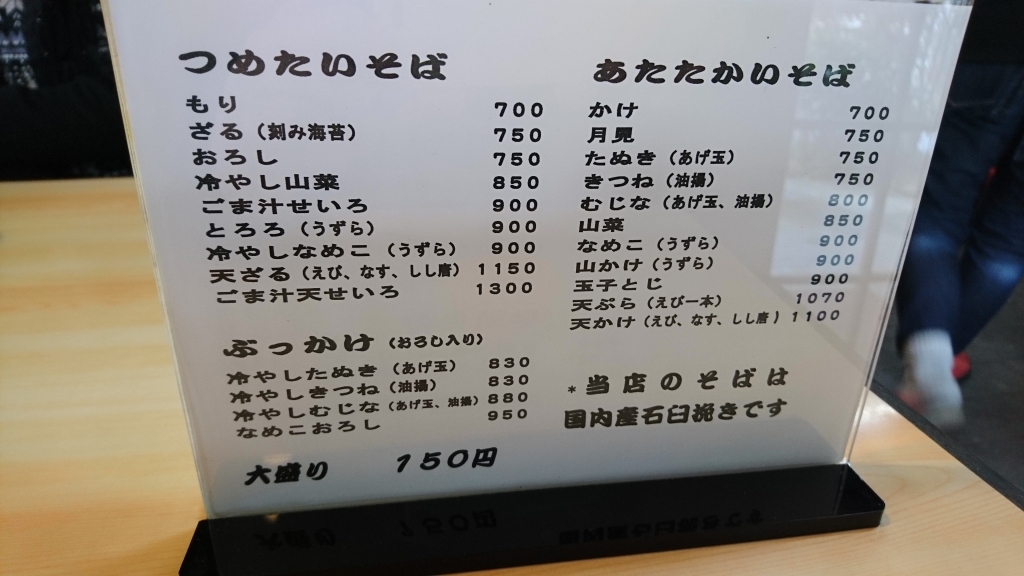 つめたいそば
もり 700
ざる（刻み海苔） 750
おろし 750
冷やし山菜 850
ごま汁せいろ 900
とろろ（うずら） 900
冷やしなめこ（うずら） 900
天ざる（えび、なす、しし唐） 1150
ごま汁天せいろ 1300
ぶっかけ（おろし入り）
冷やしたぬき（あげ玉） 830
冷やしきつね（油揚） 830
冷やしむじな（あげ玉、油揚） 880
なめこおろし 950
大盛り 150円
あたたかいそば
かけ 700
月見 750
たぬき（あげ玉） 750
きつね（油揚） 750
むじな（あげ玉、油揚） 800
山菜 850
なめこ（うずら） 900
山かけ（うずら） 900
玉子とじ 900
天ぷら（えび一本） 1070
天かけ（えび、なす、しし唐） 1100
*当店のそばは
国内産石臼挽きです